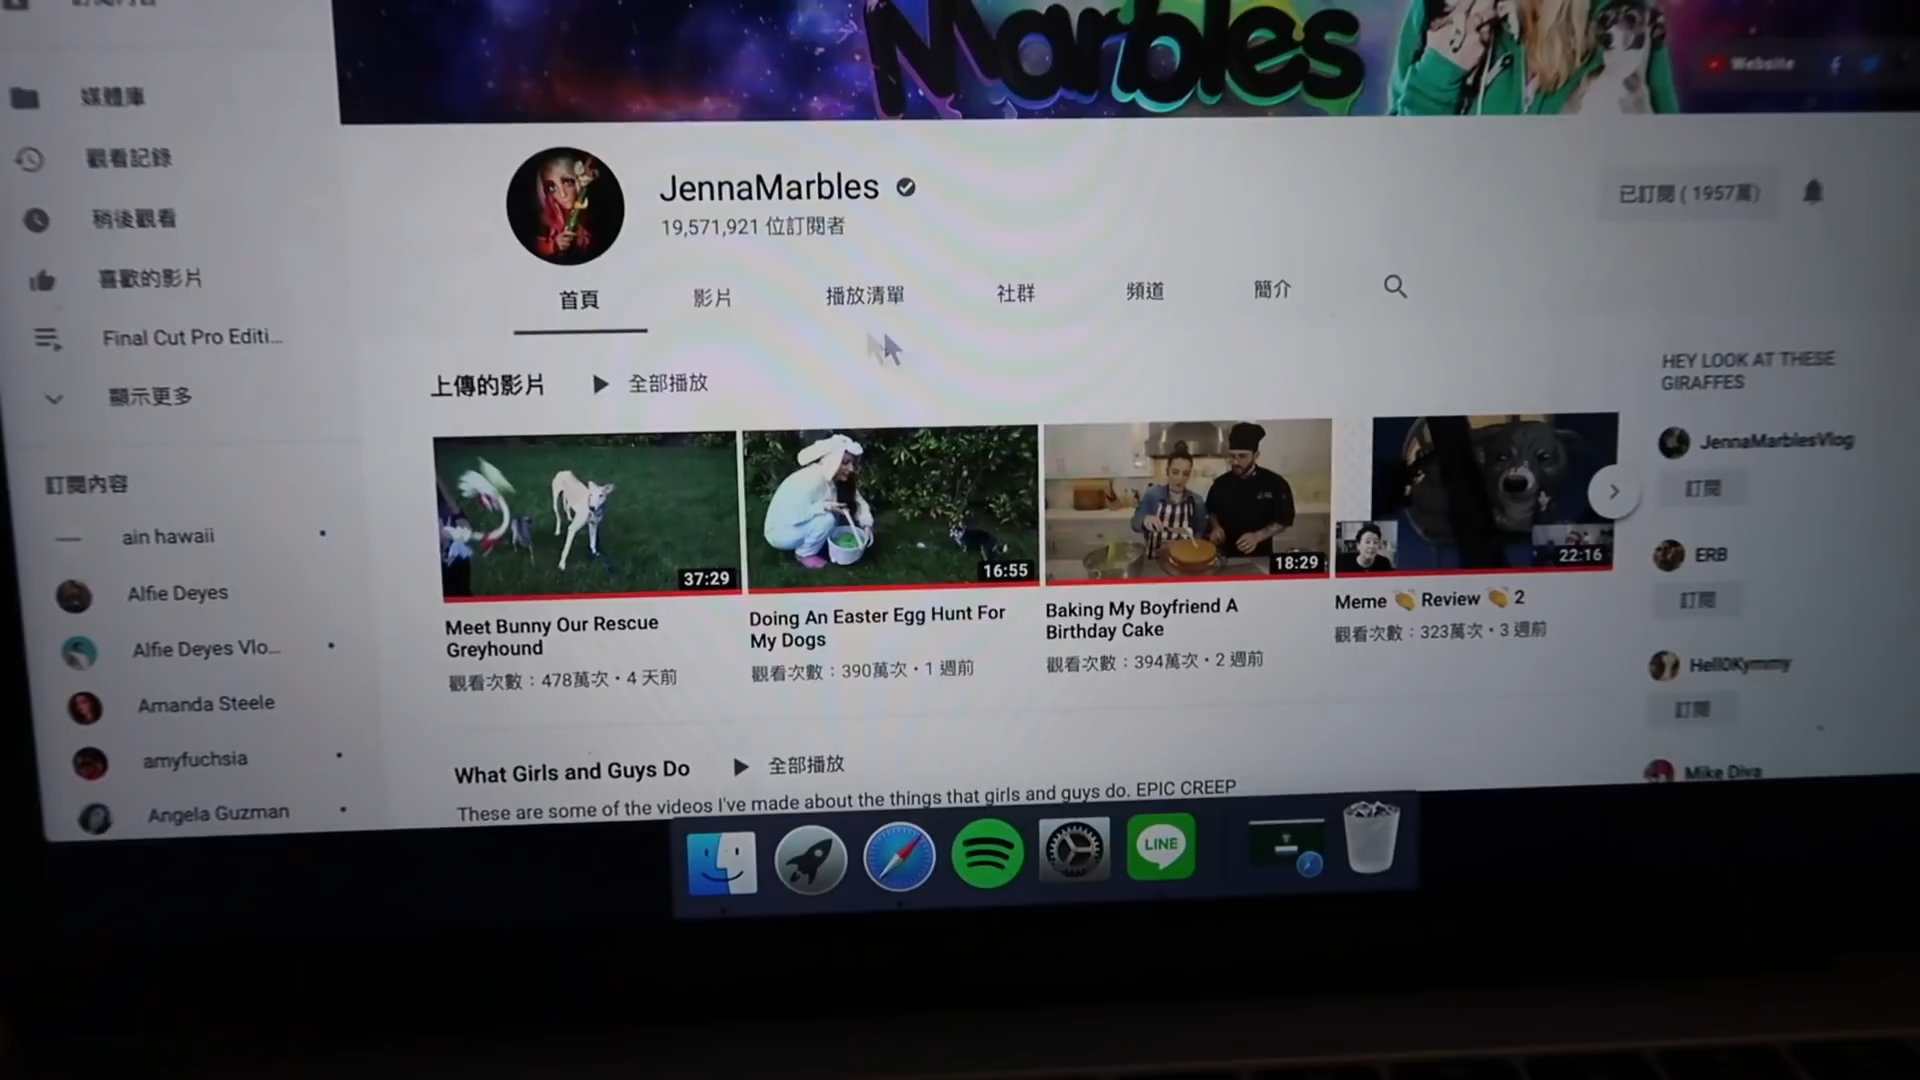 媒體庫
觀看記錄
稍後觀看
喜歡的影片
Final Cut Pro Editi...
顯示更多
訂閱內容
ain hawaii
Alfie Deyes
Alfie Deyes Vlo...
Amanda Steele
amyfuchsia
Angela Guzman
Marbles
Website
JennaMarbles
19,571,921 位訂閱者
已訂閱 ( 1957萬)
首頁
影片
播放清單
社群
頻道
簡介
上傳的影片
全部播放
37:29
16:55
18:29
22:16
Meet Bunny Our Rescue
Greyhound
觀看次數：478萬次・4 天前
Doing An Easter Egg Hunt For
My Dogs
觀看次數：390萬次・1 週前
Baking My Boyfriend A
Birthday Cake
觀看次數：394萬次・2 週前
Meme 👏 Review 👏 2
觀看次數：323萬次・3 週前
What Girls and Guys Do
全部播放
These are some of the videos I've made about the things that girls and guys do. EPIC CREEP
HEY LOOK AT THESE
GIRAFFES
JennaMarblesVlog
訂閱
ERB
訂閱
Hell0Kymmy
訂閱
Mike Diva
LINE